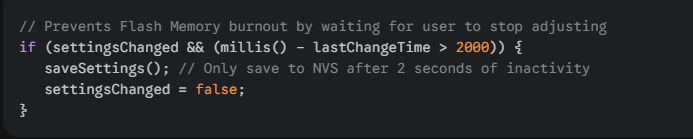 // Prevents Flash Memory burnout by waiting for user to stop adjusting
if (settingsChanged && (millis() - lastChangeTime > 2000)) {
   saveSettings(); // Only save to NVS after 2 seconds of inactivity
   settingsChanged = false;
}